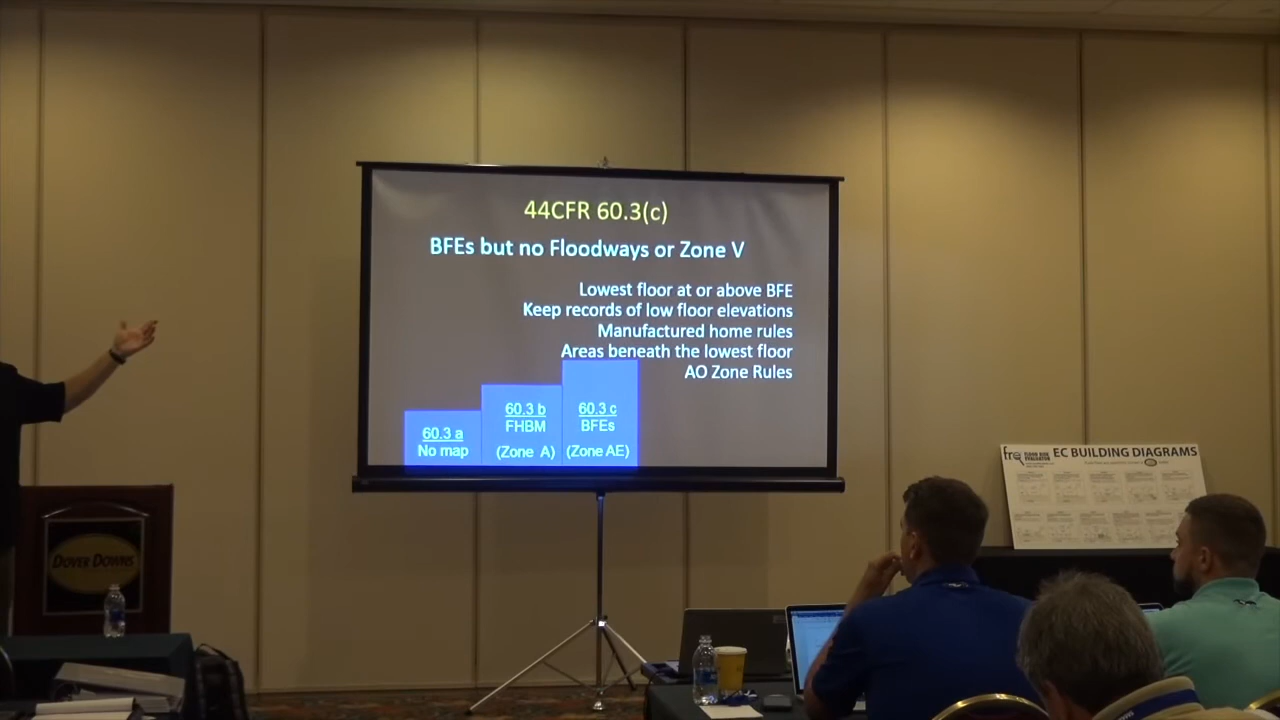 44CFR 60.3(c)
BFEs but no Floodways or Zone V
Lowest floor at or above BFE
Keep records of low floor elevations
Manufactured home rules
Areas beneath the lowest floor
AO Zone Rules
60.3 a
No map
60.3 b
FHBM
(Zone A)
60.3 c
BFEs
(Zone AE)
EC BUILDING DIAGRAMS
DOVER DOWNS